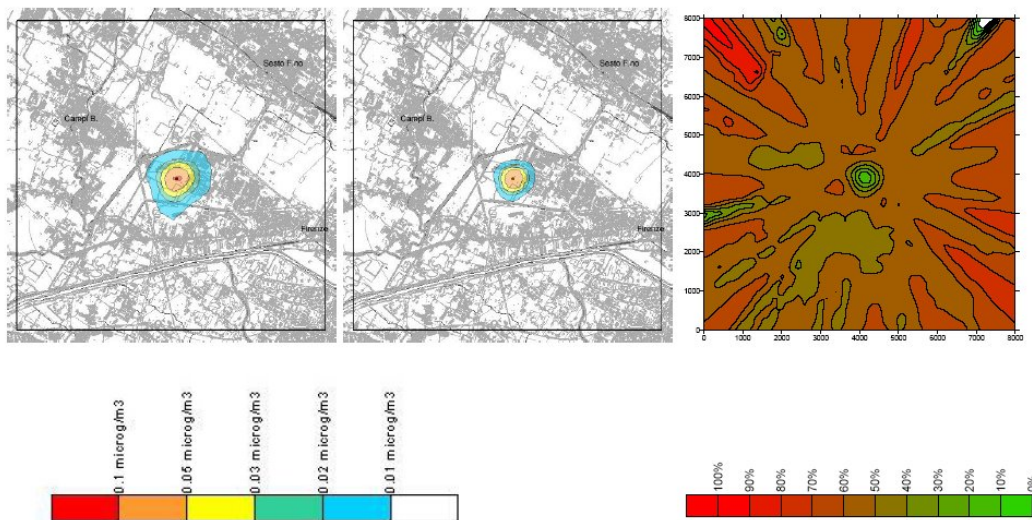 Sesto F.no
Campi B.
Firenze
Sesto F.no
Campi B.
Firenze
8000
7000
6000
5000
4000
3000
2000
1000
0
0 1000 2000 3000 4000 5000 6000 7000 8000
0.1 microg/m3
0.05 microg/m3
0.03 microg/m3
0.02 microg/m3
0.01 microg/m3
100%
90%
80%
70%
60%
50%
40%
30%
20%
10%
0%